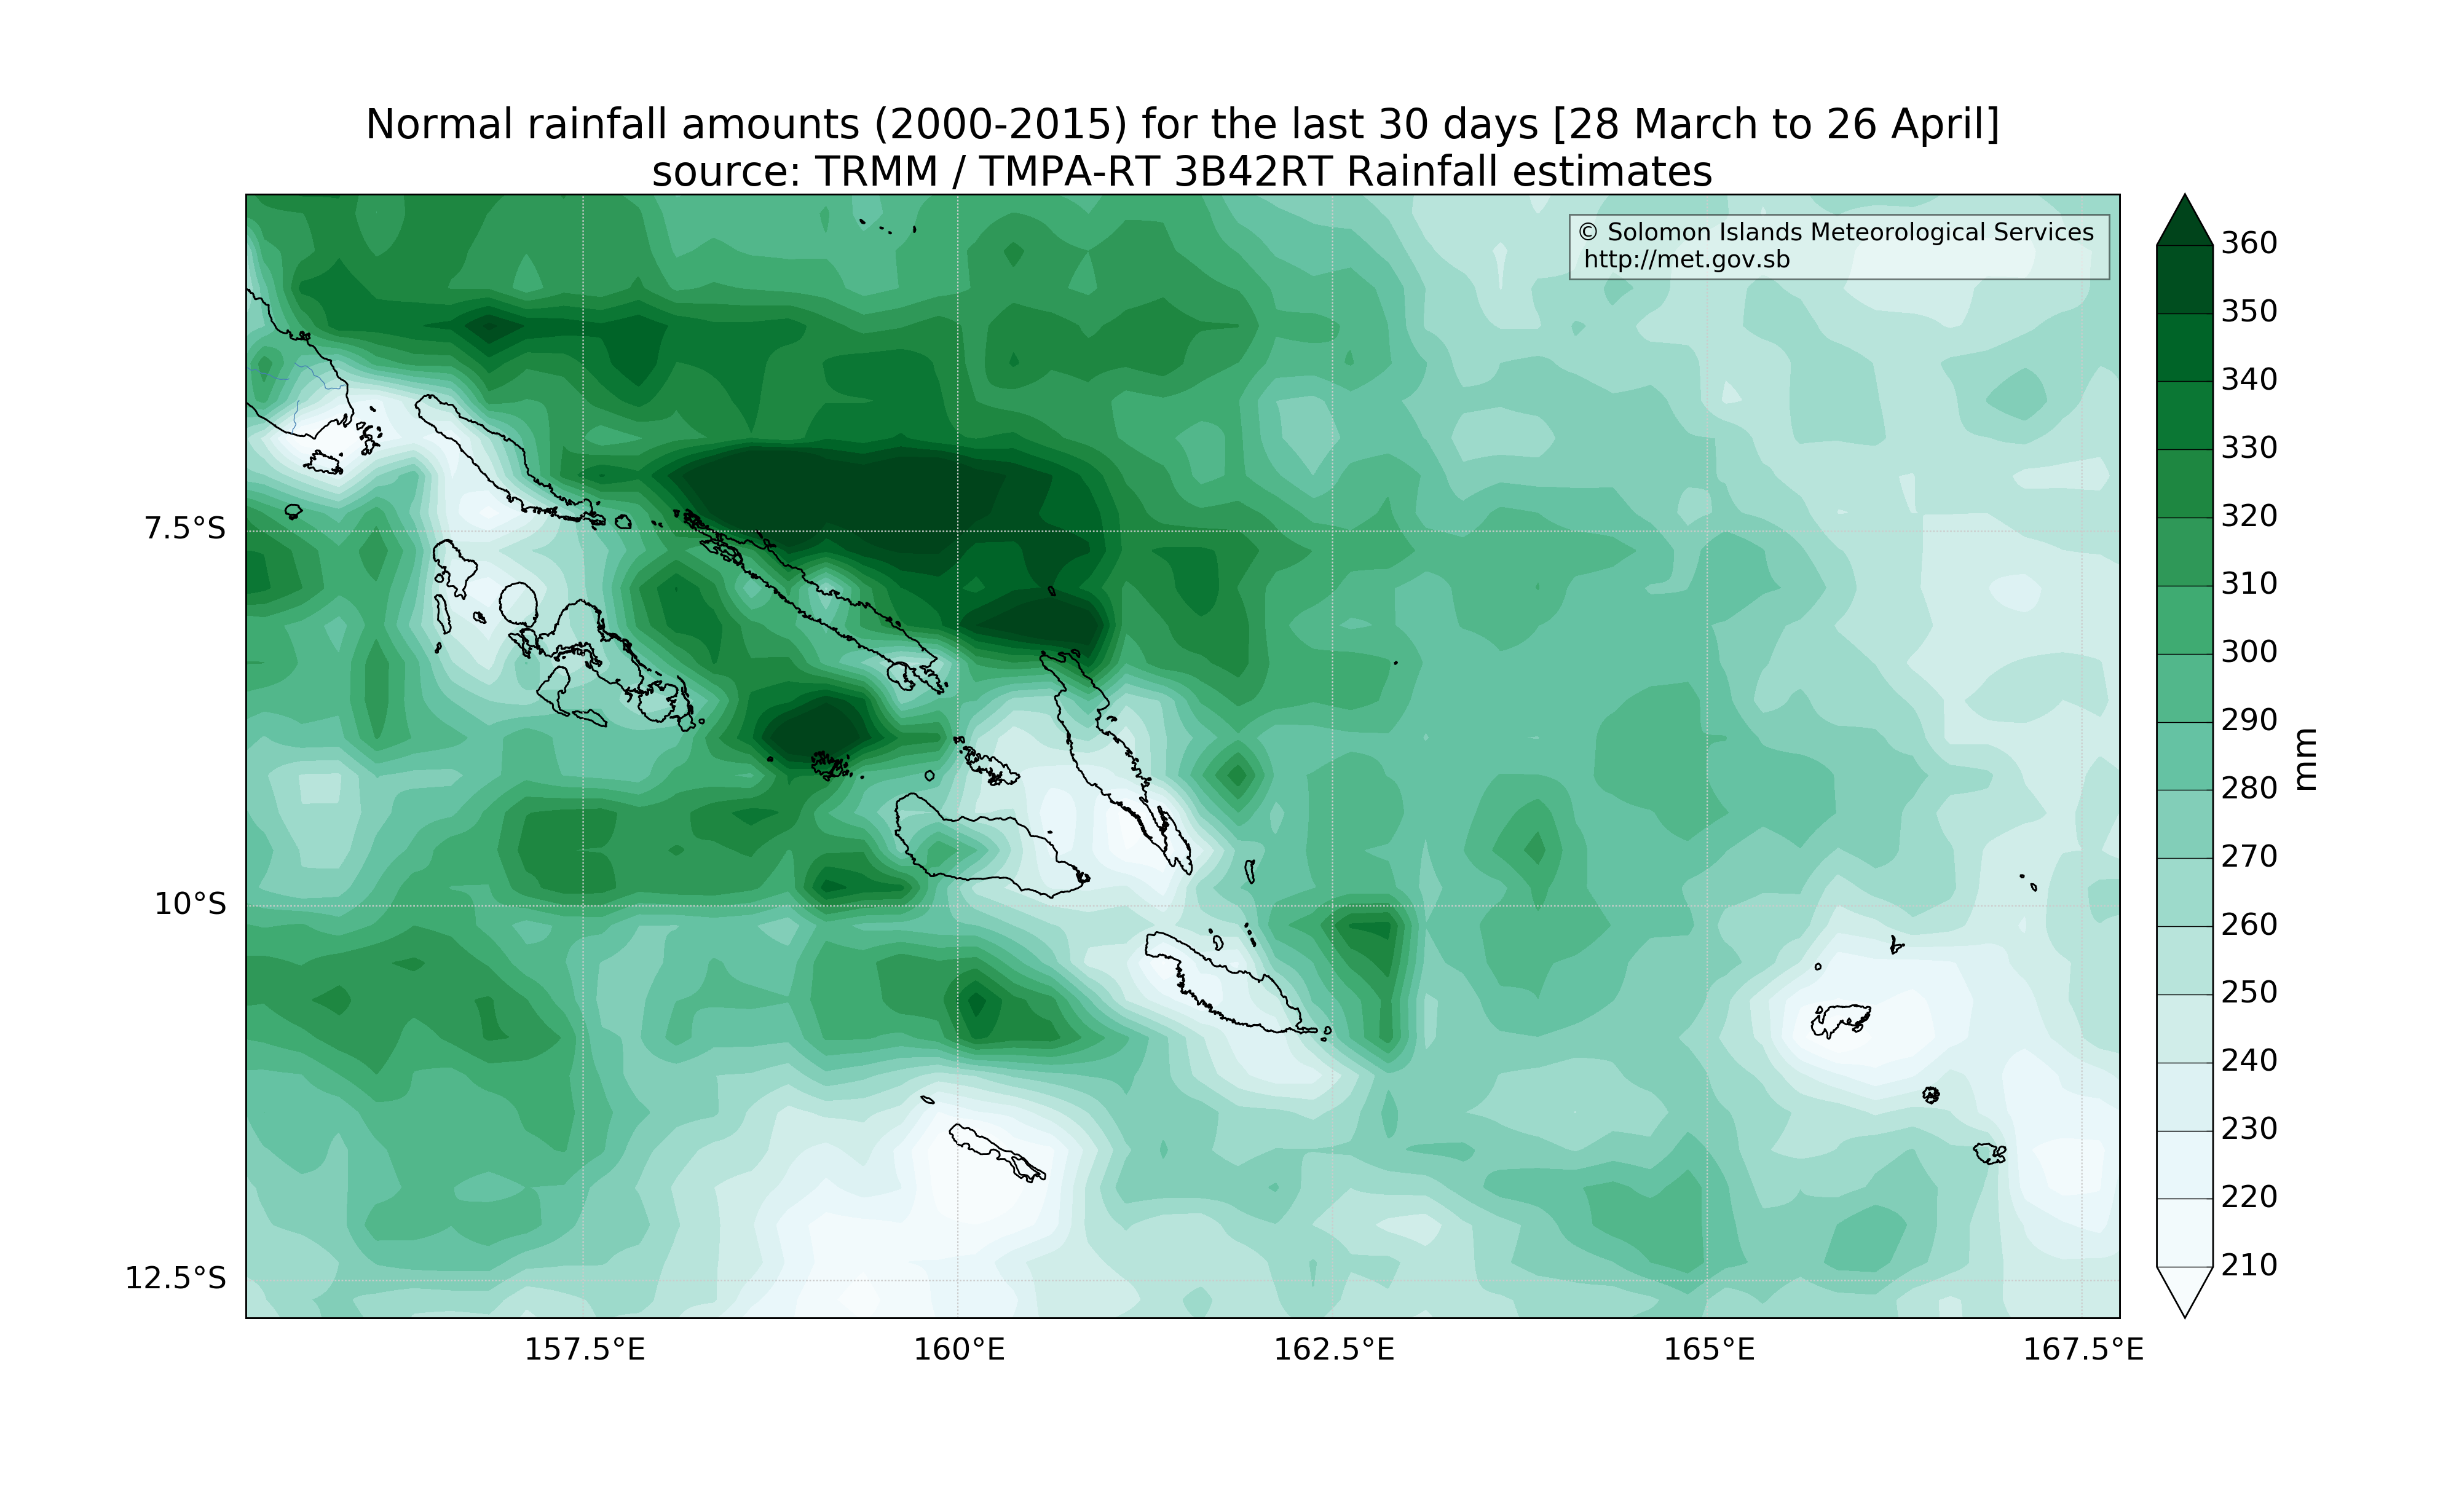 Normal rainfall amounts (2000-2015) for the last 30 days [28 March to 26 April]
source: TRMM / TMPA-RT 3B42RT Rainfall estimates
© Solomon Islands Meteorological Services
http://met.gov.sb
7.5°S
10°S
12.5°S
157.5°E
160°E
162.5°E
165°E
167.5°E
360
350
340
330
320
310
300
290
280
270
260
250
240
230
220
210
mm